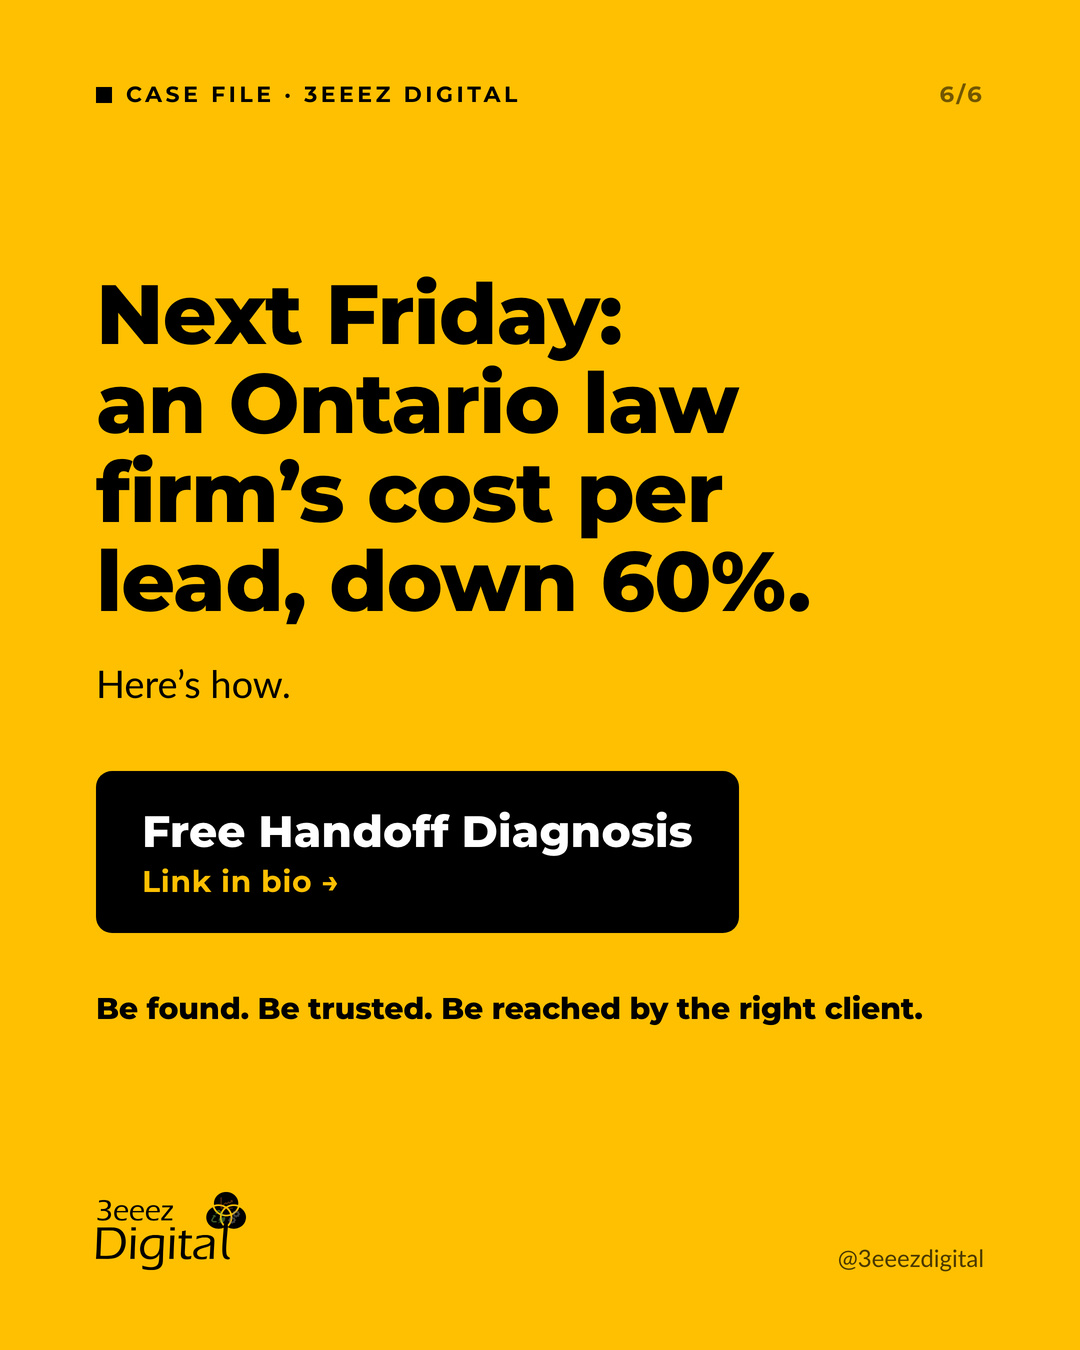 CASE FILE · 3EEEZ DIGITAL
6/6
Next Friday:
an Ontario law
firm’s cost per
lead, down 60%.
Here’s how.
Free Handoff Diagnosis
Link in bio →
Be found. Be trusted. Be reached by the right client.
3eeez
Digital
@3eeezdigital